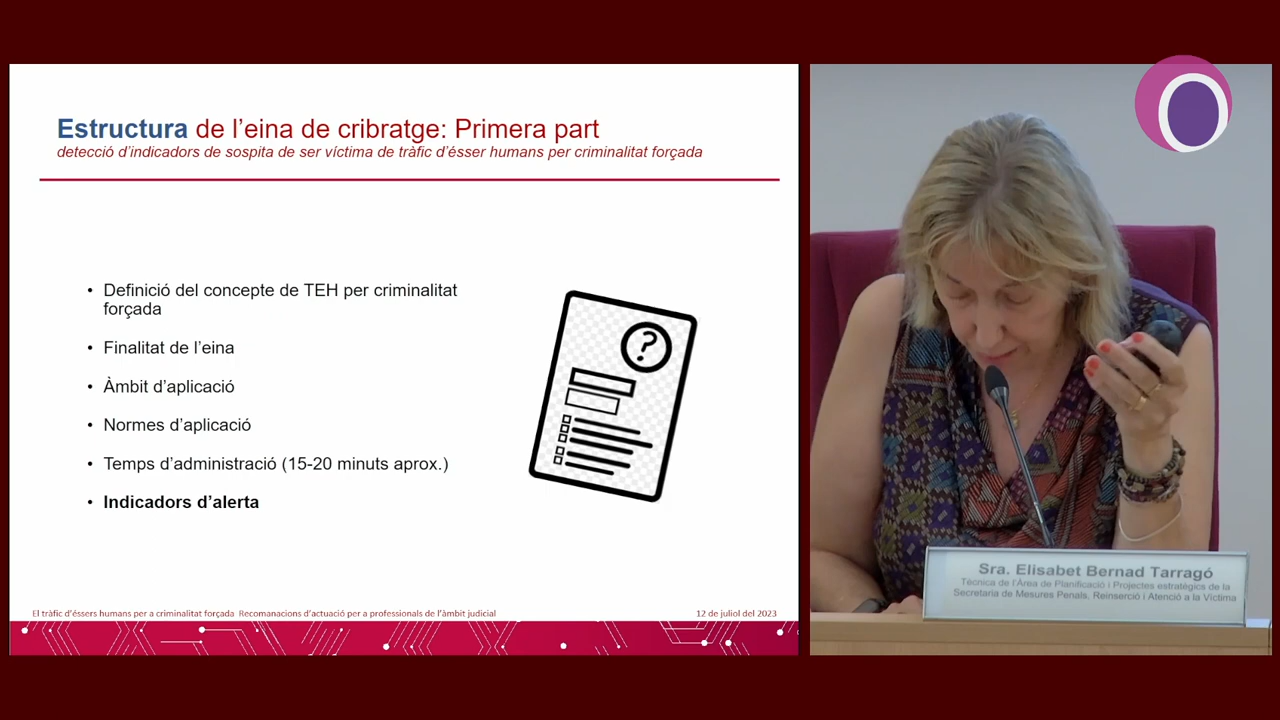 Estructura de l’eina de cribratge: Primera part
detecció d’indicadors de sospita de ser víctima de tràfic d’ésser humans per criminalitat forçada
• Definició del concepte de TEH per criminalitat
forçada
• Finalitat de l’eina
• Àmbit d’aplicació
• Normes d’aplicació
• Temps d’administració (15-20 minuts aprox.)
• Indicadors d’alerta
?
El tràfic d’éssers humans per a criminalitat forçada Recomanacions d’actuació per a professionals de l’àmbit judicial
12 de juliol del 2023
Sra. Elisabet Bernad Tarragó
Tècnica de l’Àrea de Planificació i Projectes estratègics de la
Secretaria de Mesures Penals, Reinserció i Atenció a la Víctima